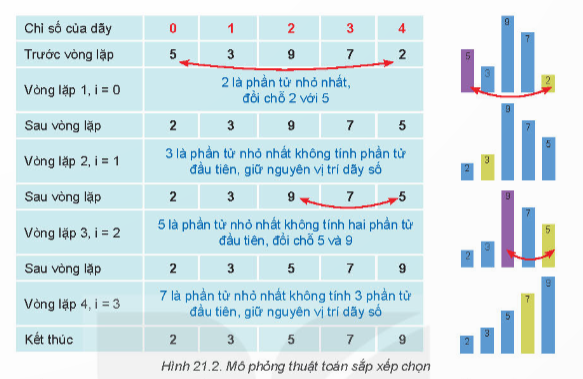 Chỉ số của dãy 0 1 2 3 4
Trước vòng lặp 5 3 9 7 2
Vòng lặp 1, i = 0
2 là phần tử nhỏ nhất,
đổi chỗ 2 với 5
Sau vòng lặp 2 3 9 7 5
Vòng lặp 2, i = 1
3 là phần tử nhỏ nhất không tính phần tử
đầu tiên, giữ nguyên vị trí dãy số
Sau vòng lặp 2 3 9 7 5
Vòng lặp 3, i = 2
5 là phần tử nhỏ nhất không tính hai phần tử
đầu tiên, đổi chỗ 5 và 9
Sau vòng lặp 2 3 5 7 9
Vòng lặp 4, i = 3
7 là phần tử nhỏ nhất không tính 3 phần tử
đầu tiên, giữ nguyên vị trí dãy số
Kết thúc 2 3 5 7 9
5 3 9 7 2
2 3 9 7 5
2 3 9 7 5
2 3 5 7 9
Hình 21.2. Mô phỏng thuật toán sắp xếp chọn